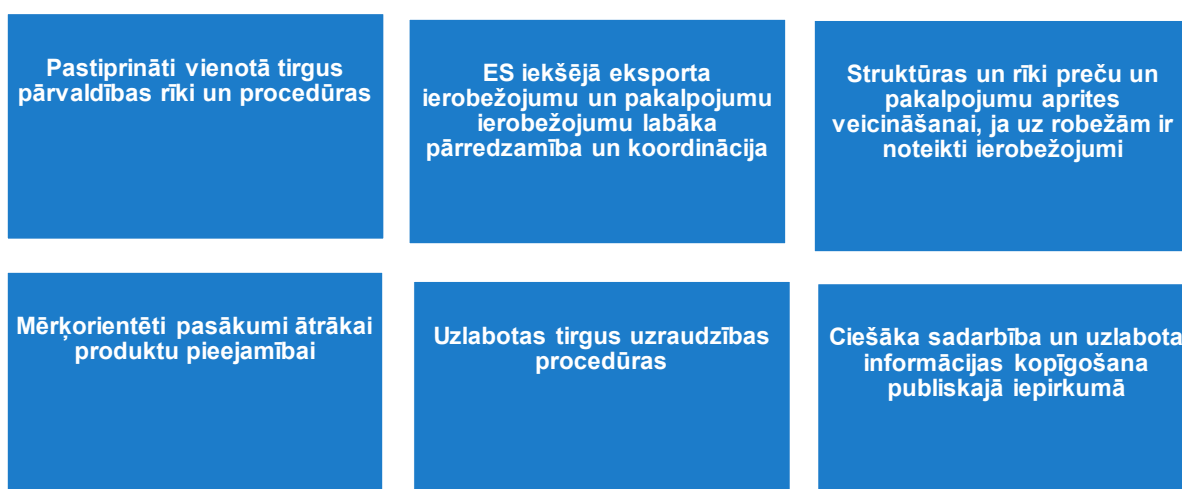 Pastiprināti vienotā tirgus
pārvaldības rīki un procedūras
ES iekšējā eksporta
ierobežojumu un pakalpojumu
ierobežojumu labāka
pārredzamība un koordinācija
Struktūras un rīki preču un
pakalpojumu aprites
veicināšanai, ja uz robežām ir
noteikti ierobežojumi
Mērķorientēti pasākumi ātrākai
produktu pieejamībai
Uzlabotas tirgus uzraudzības
procedūras
Ciešāka sadarbība un uzlabota
informācijas kopīgošana
publiskajā iepirkumā